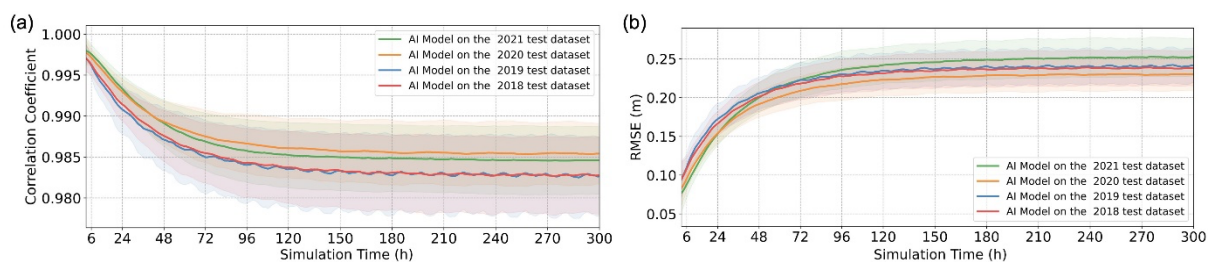 (a)
Correlation Coefficient
1.000
0.995
0.990
0.985
0.980
AI Model on the 2021 test dataset
AI Model on the 2020 test dataset
AI Model on the 2019 test dataset
AI Model on the 2018 test dataset
6 24 48 72 96 120 150 180 210 240 270 300
Simulation Time (h)
(b)
RMSE (m)
0.25
0.20
0.15
0.10
0.05
AI Model on the 2021 test dataset
AI Model on the 2020 test dataset
AI Model on the 2019 test dataset
AI Model on the 2018 test dataset
6 24 48 72 96 120 150 180 210 240 270 300
Simulation Time (h)